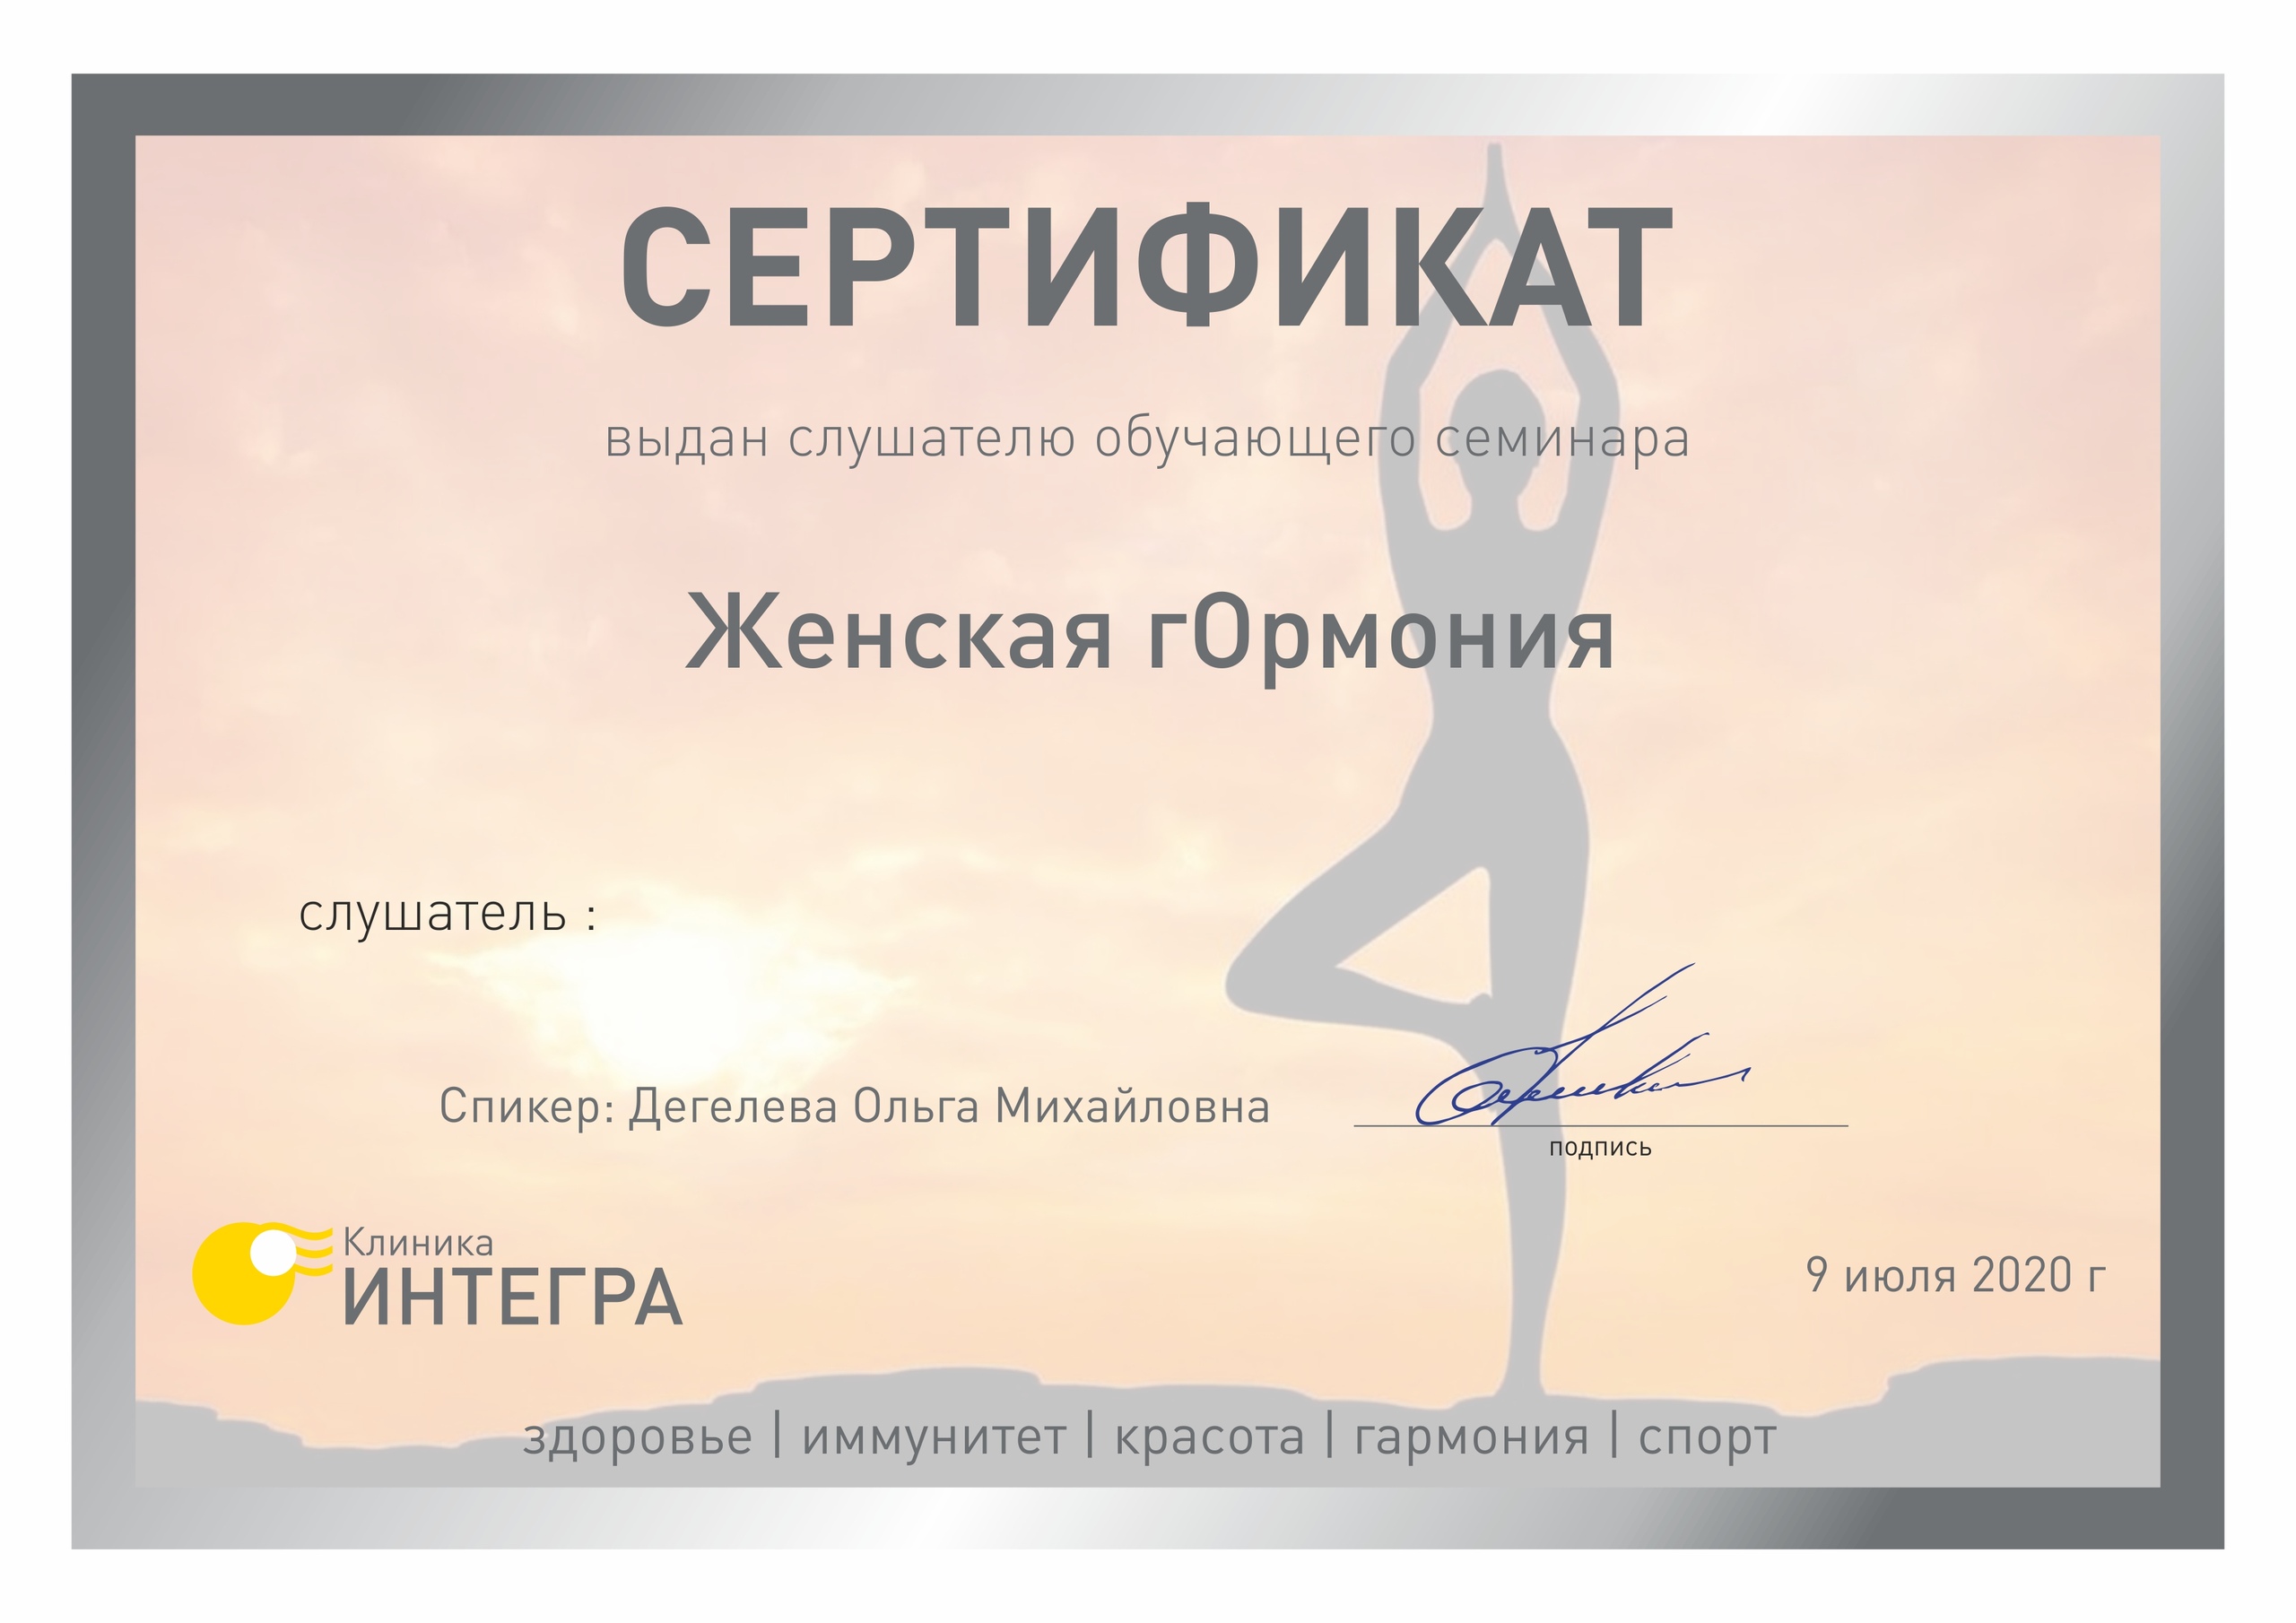 СЕРТИФИКАТ
выдан слушателю обучающего семинара
Женская гОрмония
слушатель :
Спикер: Дегелева Ольга Михайловна
подпись
Клиника
ИНТЕГРА
9 июля 2020 г
здоровье | иммунитет | красота | гармония | спорт